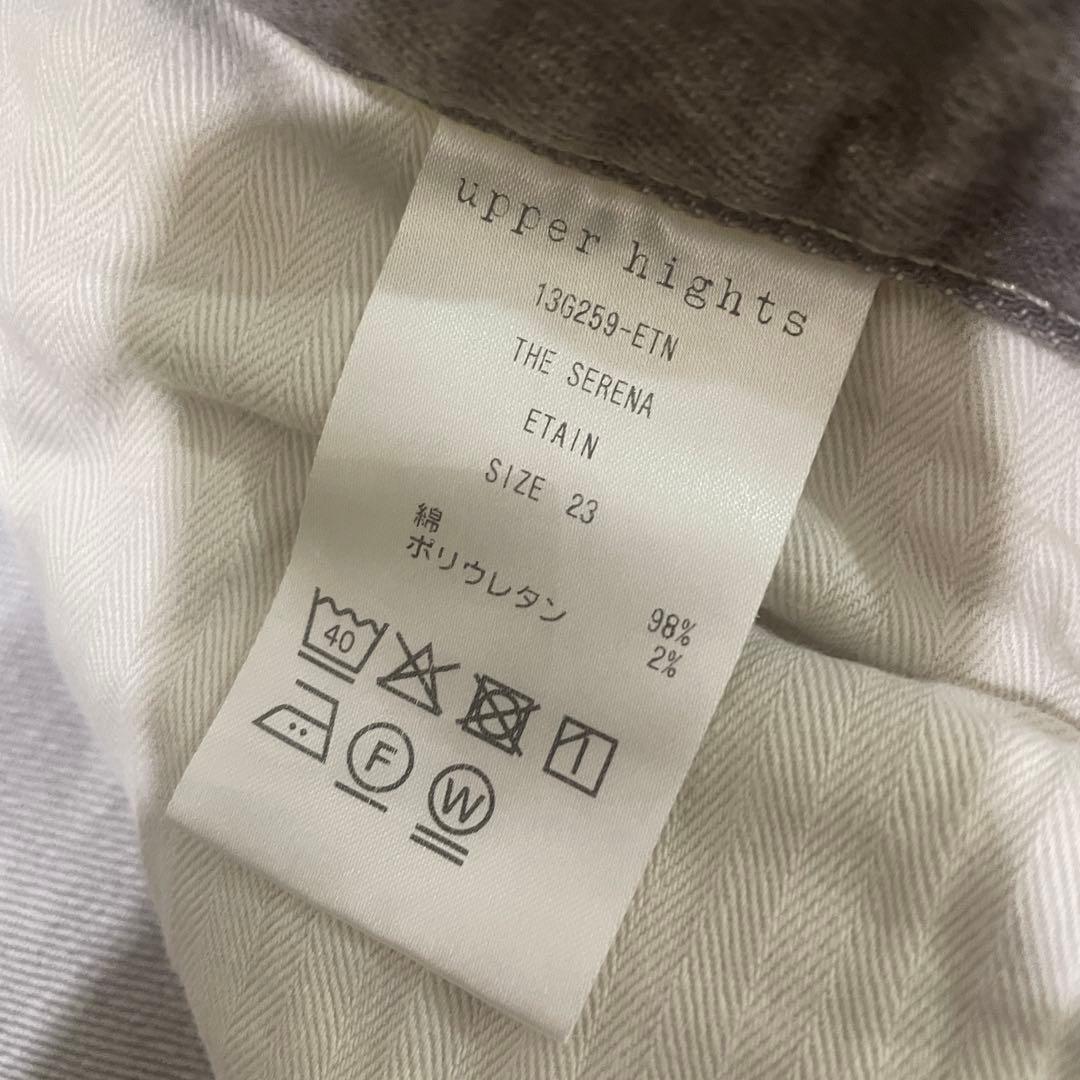 upper hights
13G259-ETN
THE SERENA
ETAIN
SIZE 23
綿 98%
ポリウレタン 2%
40
F W